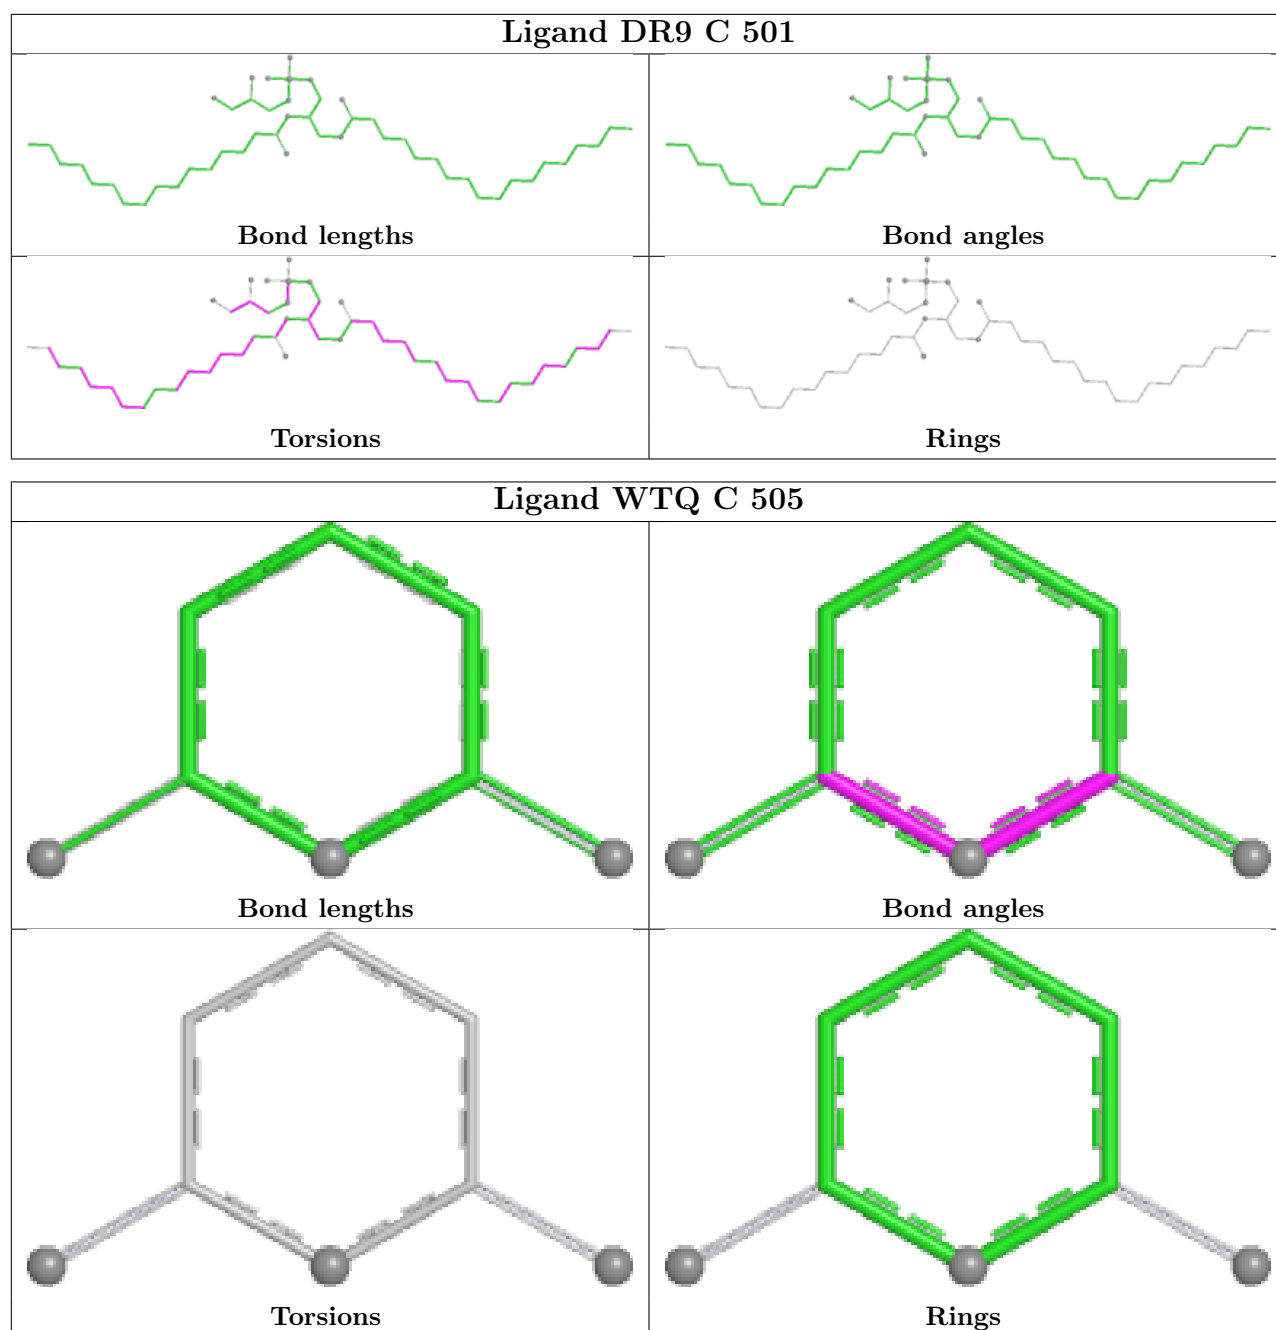 Ligand DR9 C 501
Bond lengths
Bond angles
Torsions
Rings
Ligand WTQ C 505
Bond lengths
Bond angles
Torsions
Rings